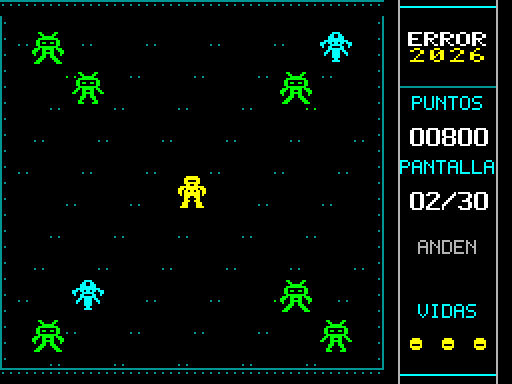 ERROR
2026
PUNTOS
00800
PANTALLA
02/30
ANDEN
VIDAS